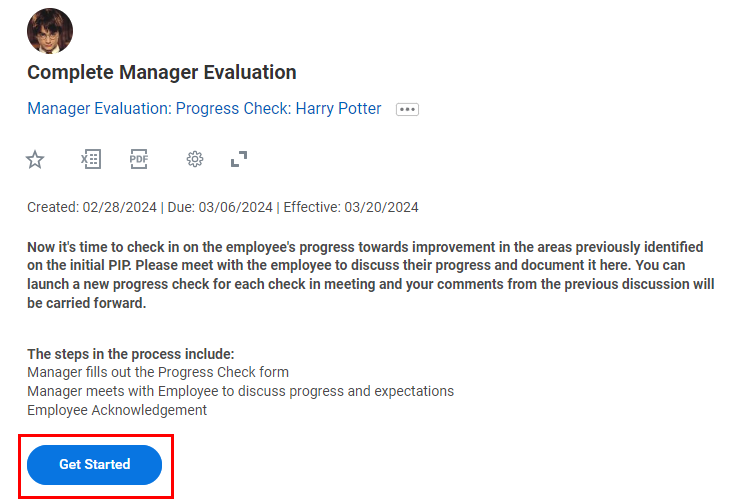 Complete Manager Evaluation
Manager Evaluation: Progress Check: Harry Potter
X
PDF
Created: 02/28/2024 | Due: 03/06/2024 | Effective: 03/20/2024
Now it's time to check in on the employee's progress towards improvement in the areas previously identified
on the initial PIP. Please meet with the employee to discuss their progress and document it here. You can
launch a new progress check for each check in meeting and your comments from the previous discussion will
be carried forward.
The steps in the process include:
Manager fills out the Progress Check form
Manager meets with Employee to discuss progress and expectations
Employee Acknowledgement
Get Started